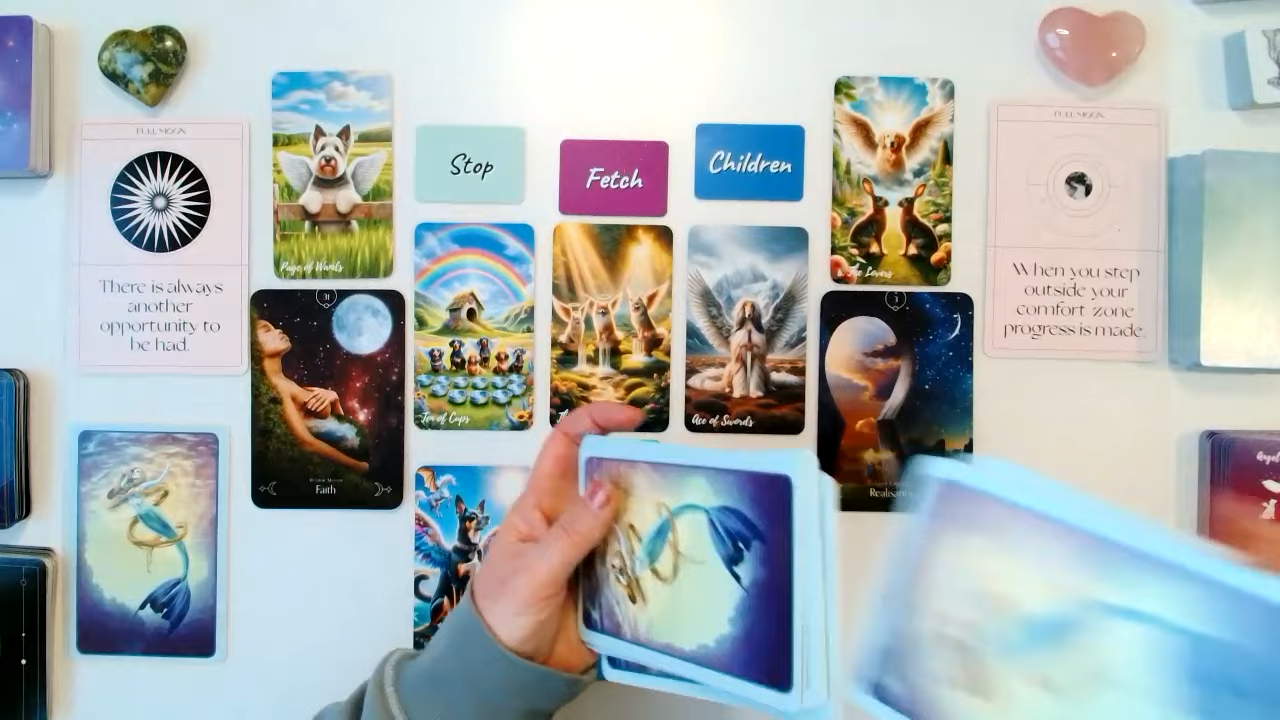 FULL MOON
There is always
another
opportunity to
be had.
Page of Wands
31
Faith
Stop
Fetch
Children
Ten of Cups
Ace of Swords
6. The Lovers
FULL MOON
When you step
outside your
comfort zone
progress is made.